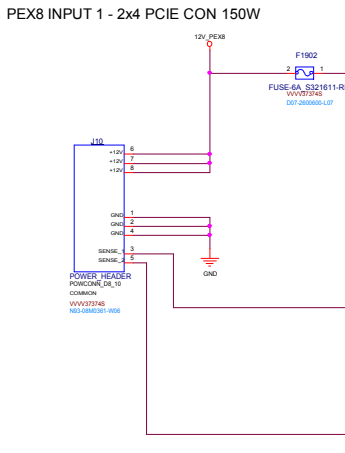 PEX8 INPUT 1 - 2x4 PCIE CON 150W
12V_PEX8
F1902
2
1
FUSE-6A_S321611-R
VVVV37374S
D07-2600600-L07
J10
+12V 6
+12V 7
+12V 8
GND 1
GND 2
GND 4
SENSE_1 3
SENSE_2 5
GND
POWER_HEADER
POWCONN_D8_10
COMMON
VVVV37374S
N93-08M0361-W06